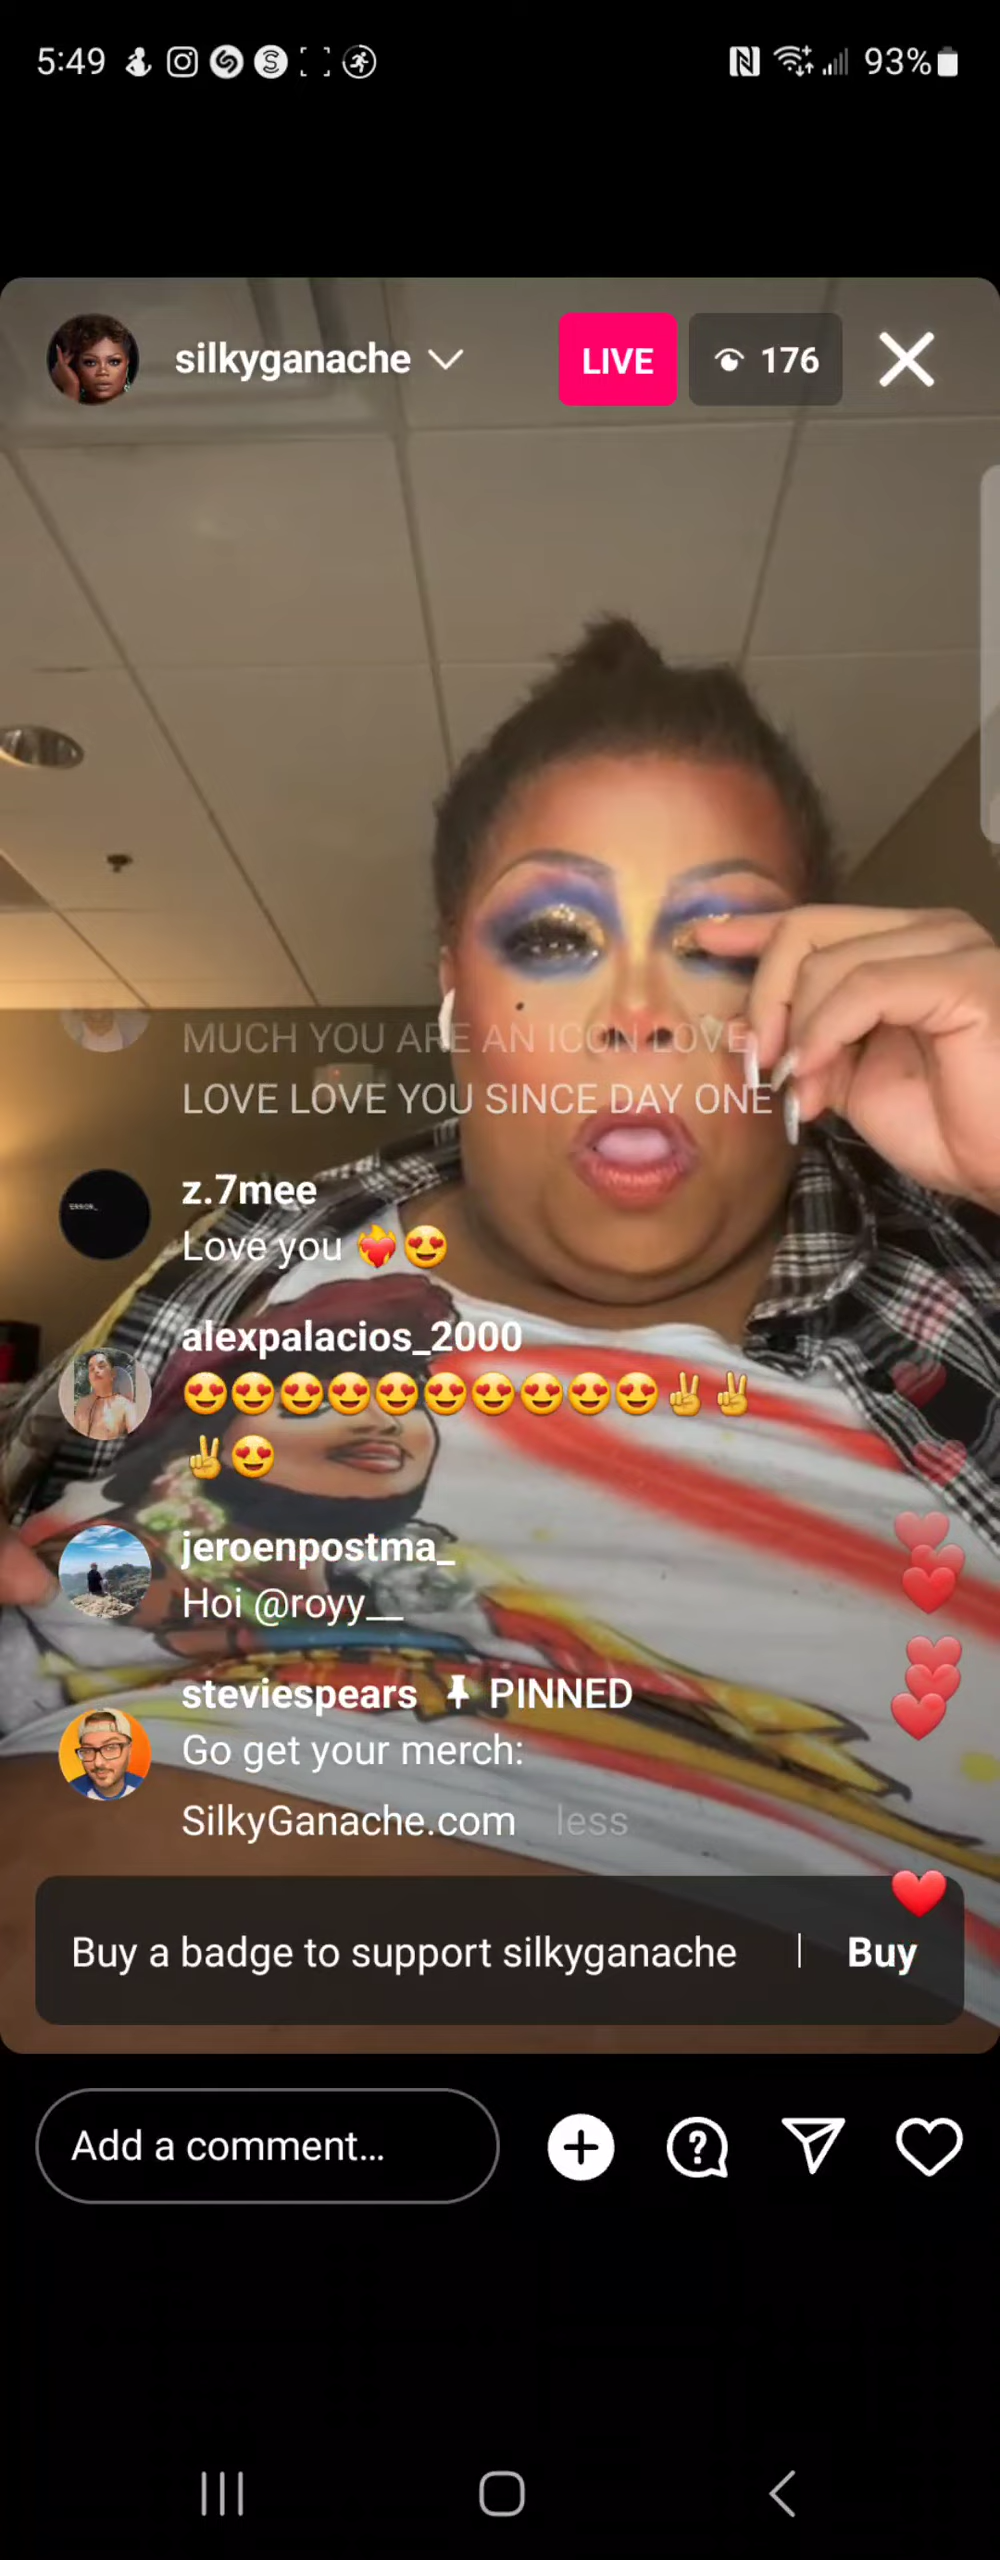 5:49
93%
silkyganache
LIVE
176
MUCH YOU ARE AN ICON LOVE
LOVE LOVE YOU SINCE DAY ONE
z.7mee
Love you ❤️‍🔥😍
alexpalacios_2000
😍😍😍😍😍😍😍😍😍😍✌️✌️
✌️😍
jeroenpostma_
Hoi @royy__
steviespears PINNED
Go get your merch:
SilkyGanache.com less
Buy a badge to support silkyganache | Buy
Add a comment...